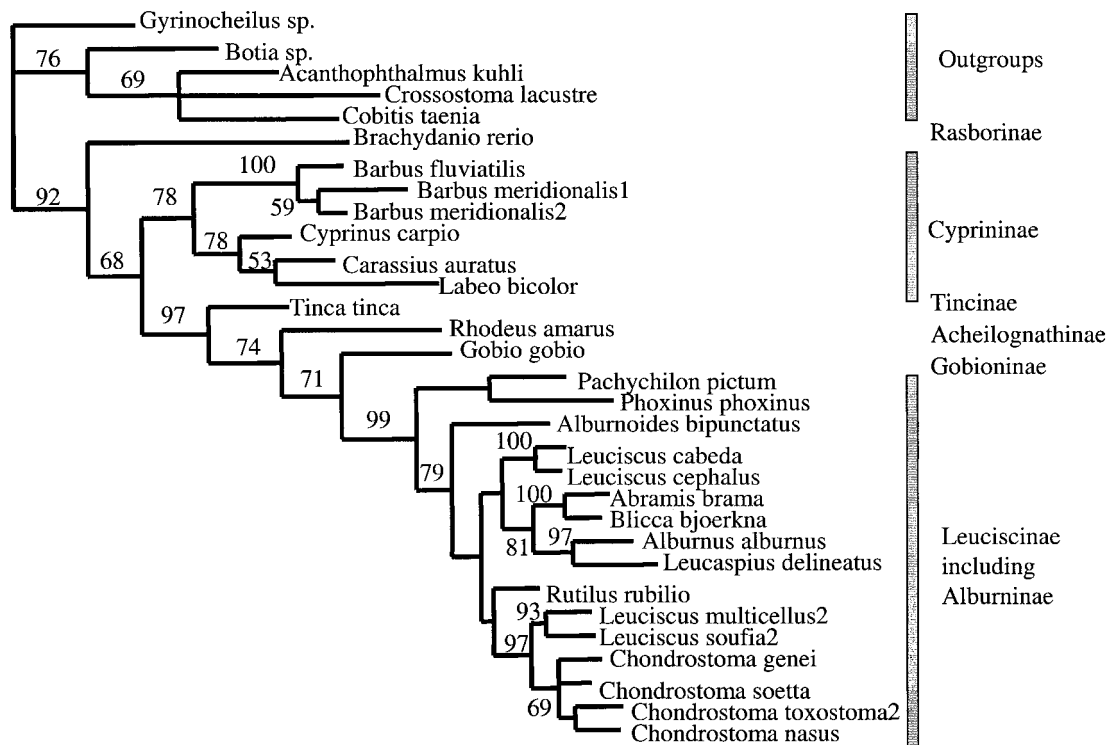 Gyrinocheilus sp.
Botia sp.
76
Acanthophthalmus kuhli
69
Crossostoma lacustre
Cobitis taenia
Outgroups
Brachydanio rerio
Rasborinae
92
Barbus fluviatilis
100
Barbus meridionalis1
59
Barbus meridionalis2
78
Cyprinus carpio
78
Carassius auratus
53
Labeo bicolor
Cyprininae
68
Tinca tinca
Tincinae
97
Rhodeus amarus
Acheilognathinae
74
Gobio gobio
Gobioninae
71
Pachychilon pictum
Phoxinus phoxinus
99
Alburnoides bipunctatus
79
Leuciscus cabeda
100
Leuciscus cephalus
Abramis brama
100
Blicca bjoerkna
81
Alburnus alburnus
97
Leucaspius delineatus
Rutilus rubilio
Leuciscus multicellus2
93
Leuciscus soufia2
97
Chondrostoma genei
Chondrostoma soetta
69
Chondrostoma toxostoma2
Chondrostoma nasus
Leuciscinae
including
Alburninae